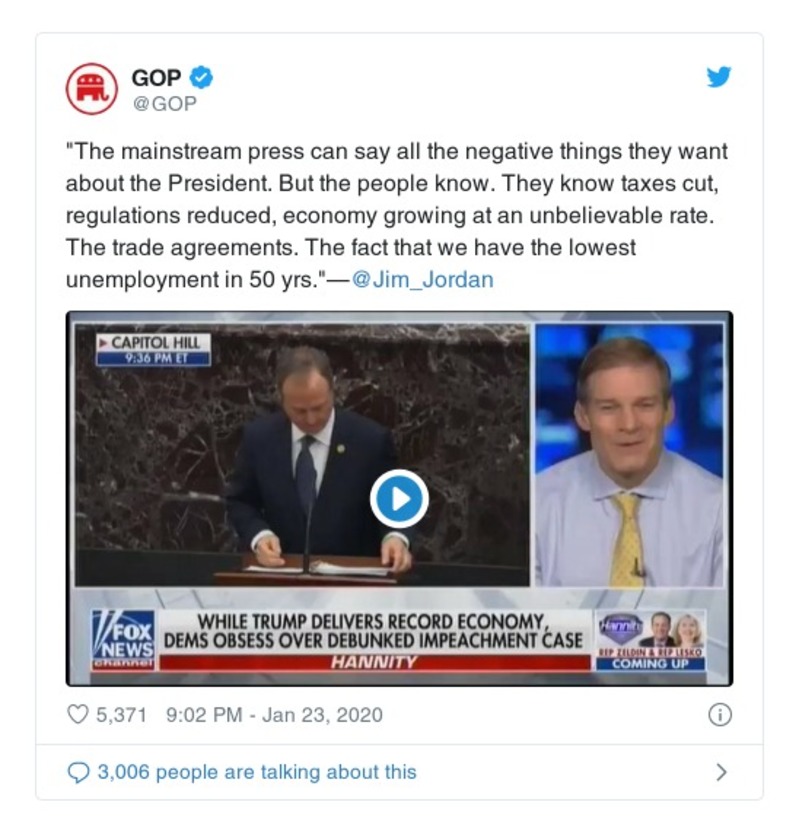 GOP
@GOP
"The mainstream press can say all the negative things they want
about the President. But the people know. They know taxes cut,
regulations reduced, economy growing at an unbelievable rate.
The trade agreements. The fact that we have the lowest
unemployment in 50 yrs."—@Jim_Jordan
CAPITOL HILL
9:36 PM ET
FOX
NEWS
channel
WHILE TRUMP DELIVERS RECORD ECONOMY,
DEMS OBSESS OVER DEBUNKED IMPEACHMENT CASE
HANNITY
Hannity
REP ZELDIN & REP LESKO
COMING UP
5,371 9:02 PM - Jan 23, 2020
3,006 people are talking about this